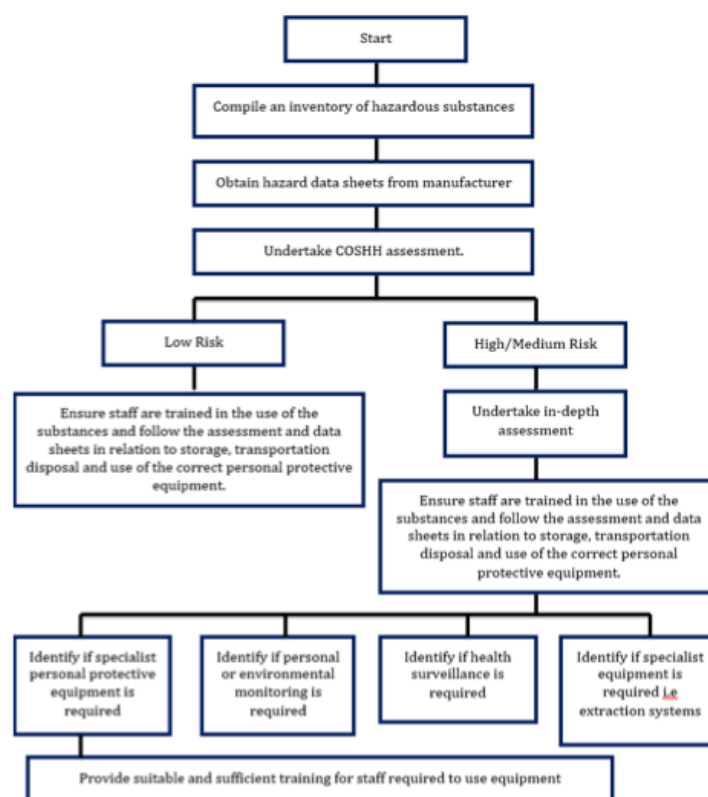 Start
Compile an inventory of hazardous substances
Obtain hazard data sheets from manufacturer
Undertake COSHH assessment.
Low Risk
High/Medium Risk
Ensure staff are trained in the use of the
substances and follow the assessment and data
sheets in relation to storage, transportation
disposal and use of the correct personal protective
equipment.
Undertake in-depth
assessment
Ensure staff are trained in the use of the
substances and follow the assessment and data
sheets in relation to storage, transportation
disposal and use of the correct personal
protective equipment.
Identify if specialist
personal protective
equipment is
required
Identify if personal
or environmental
monitoring is
required
Identify if health
surveillance is
required
Identify if specialist
equipment is
required i.e
extraction systems
Provide suitable and sufficient training for staff required to use equipment